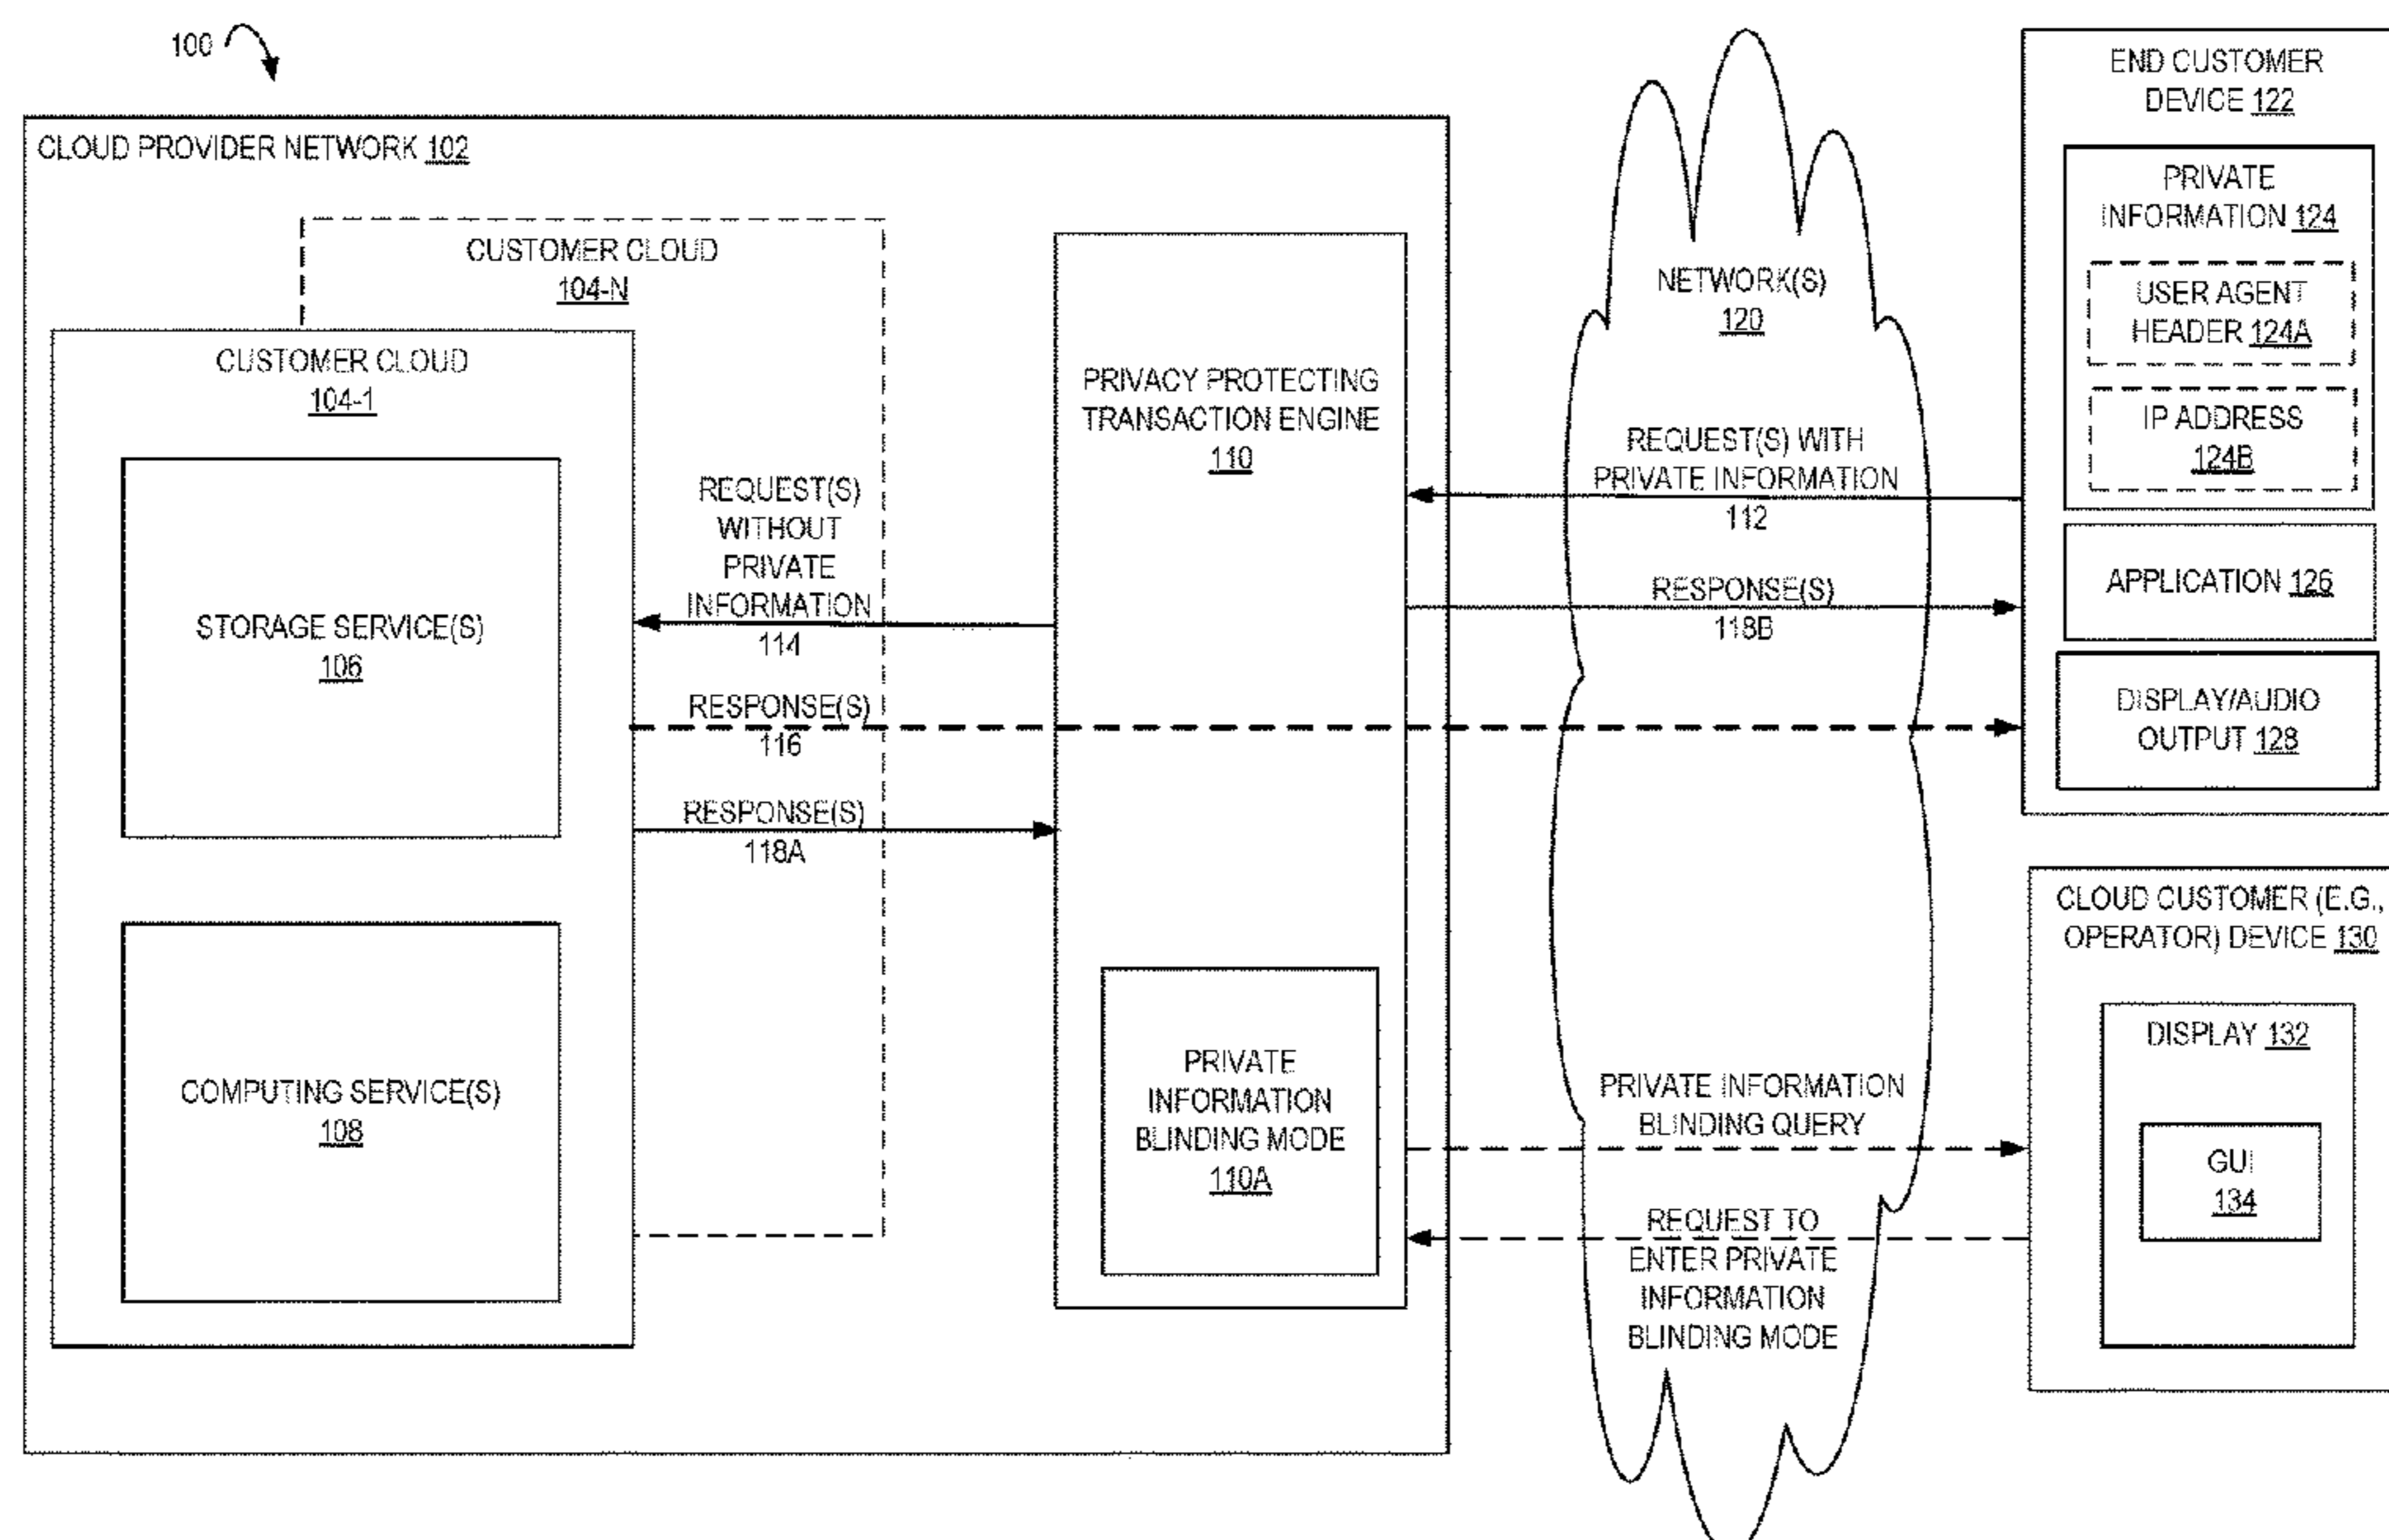 100
CLOUD PROVIDER NETWORK 102
CUSTOMER CLOUD
104-N
CUSTOMER CLOUD
104-1
STORAGE SERVICE(S)
106
COMPUTING SERVICE(S)
108
REQUEST(S)
WITHOUT
PRIVATE
INFORMATION
114
RESPONSE(S)
116
RESPONSE(S)
118A
PRIVACY PROTECTING
TRANSACTION ENGINE
110
PRIVATE
INFORMATION
BLINDING MODE
110A
NETWORK(S)
120
REQUEST(S) WITH
PRIVATE INFORMATION
112
RESPONSE(S)
118B
PRIVATE INFORMATION
BLINDING QUERY
REQUEST TO
ENTER PRIVATE
INFORMATION
BLINDING MODE
END CUSTOMER
DEVICE 122
PRIVATE
INFORMATION 124
USER AGENT
HEADER 124A
IP ADDRESS
124B
APPLICATION 126
DISPLAY/AUDIO
OUTPUT 128
CLOUD CUSTOMER (E.G.,
OPERATOR) DEVICE 130
DISPLAY 132
GUI
134